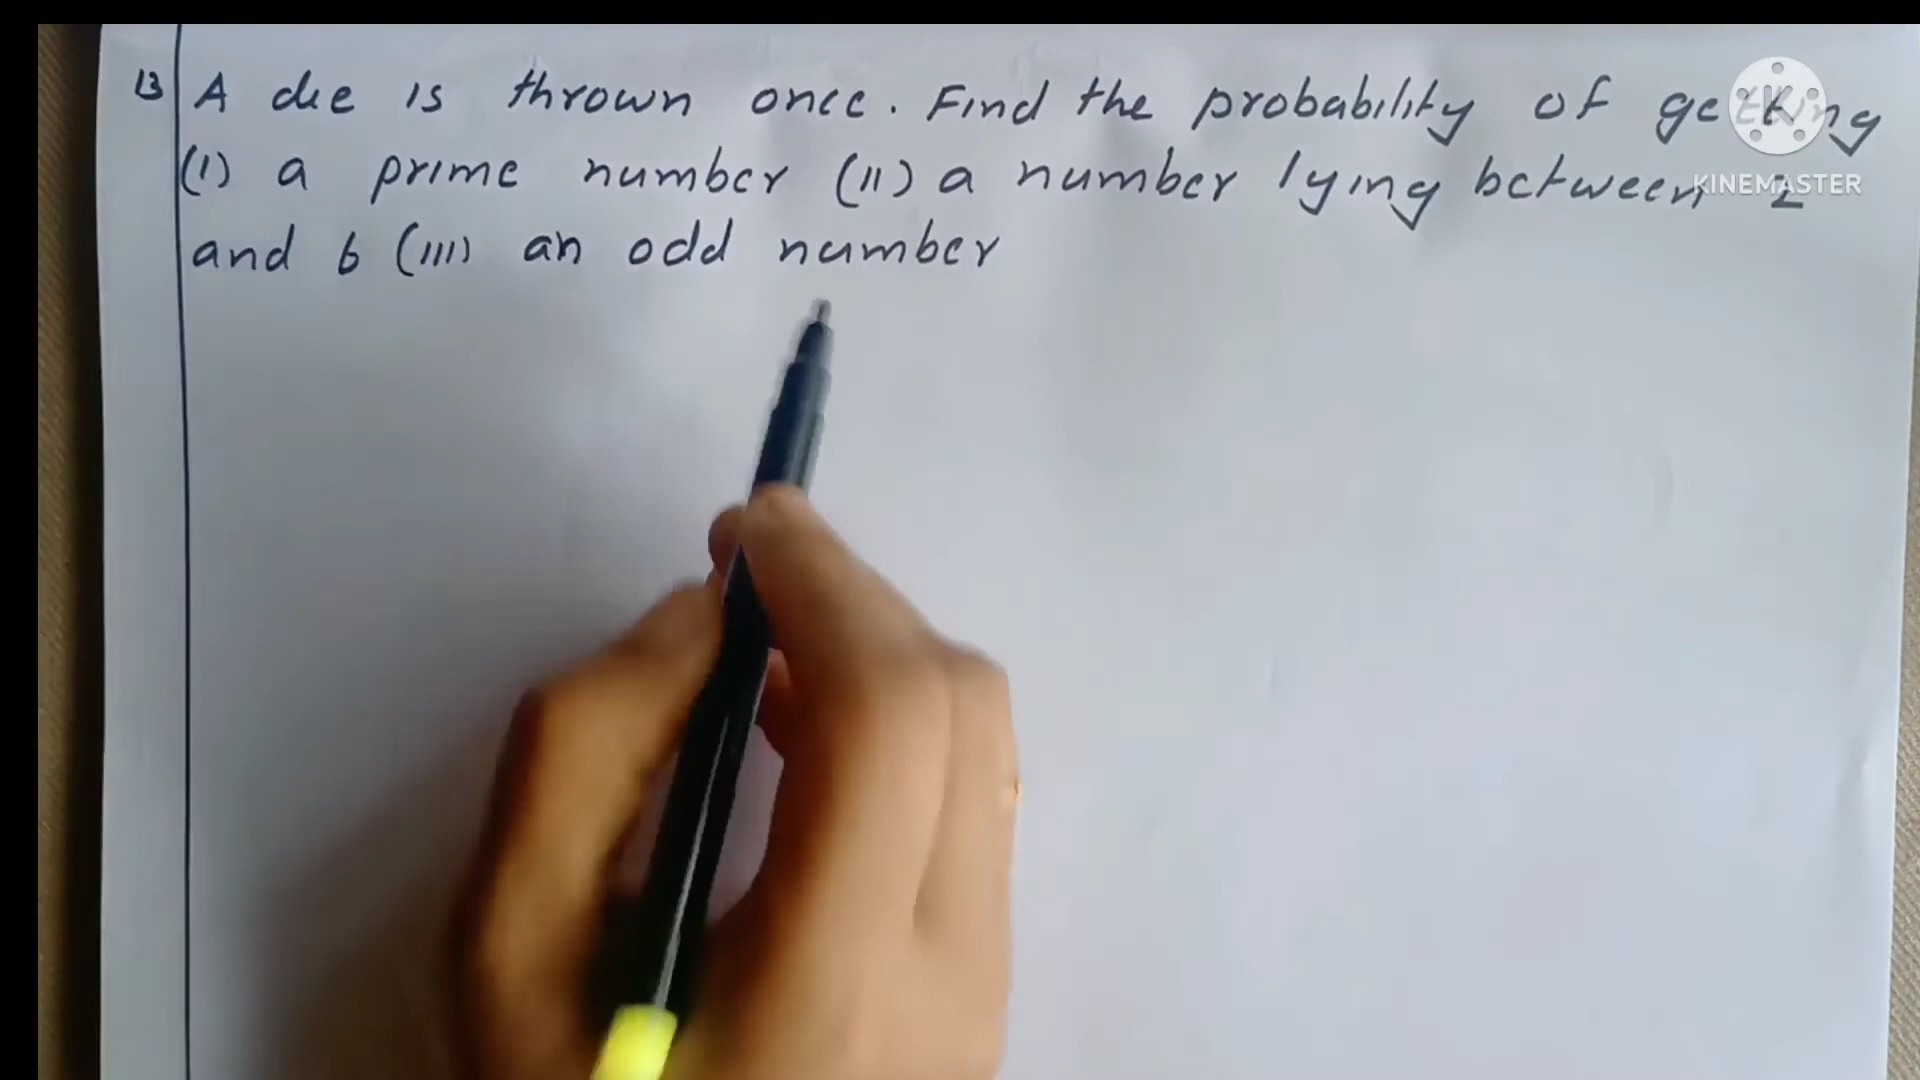 13 A die is thrown once. Find the probability of getting
(i) a prime number (ii) a number lying between 2
and 6 (iii) an odd number
K
KINEMASTER